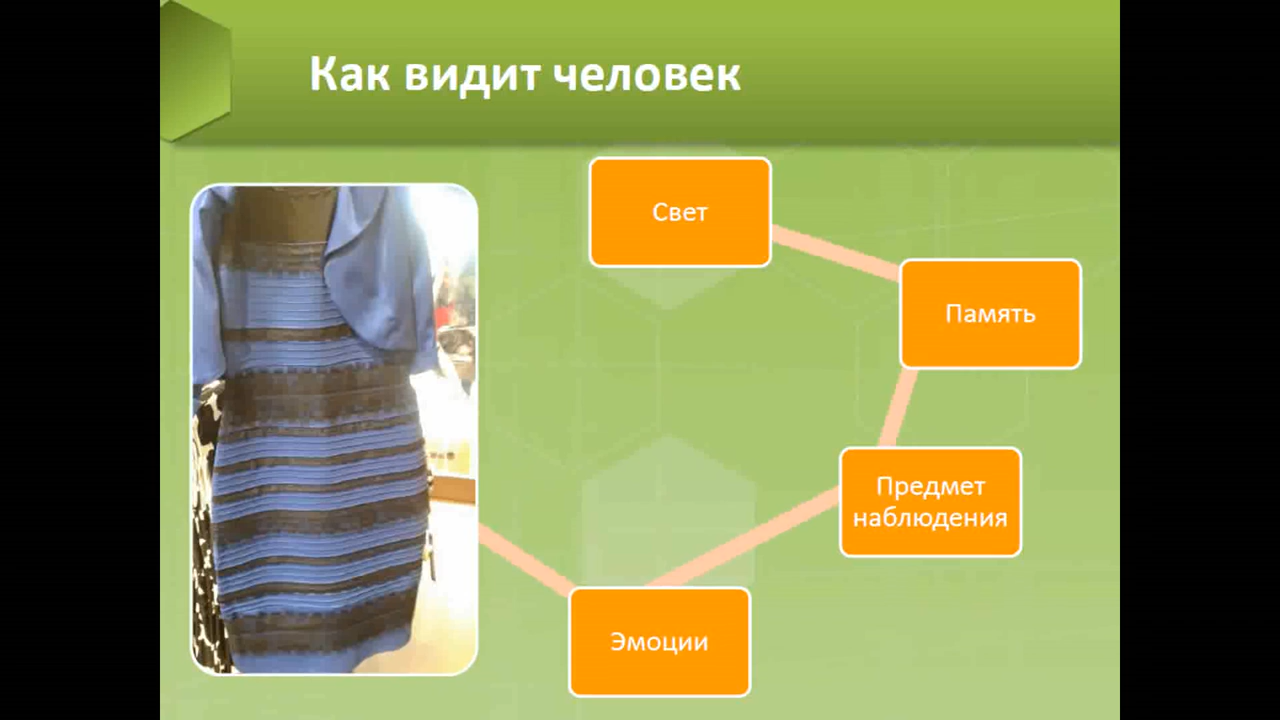 Как видит человек
Свет
Память
Предмет
наблюдения
Эмоции